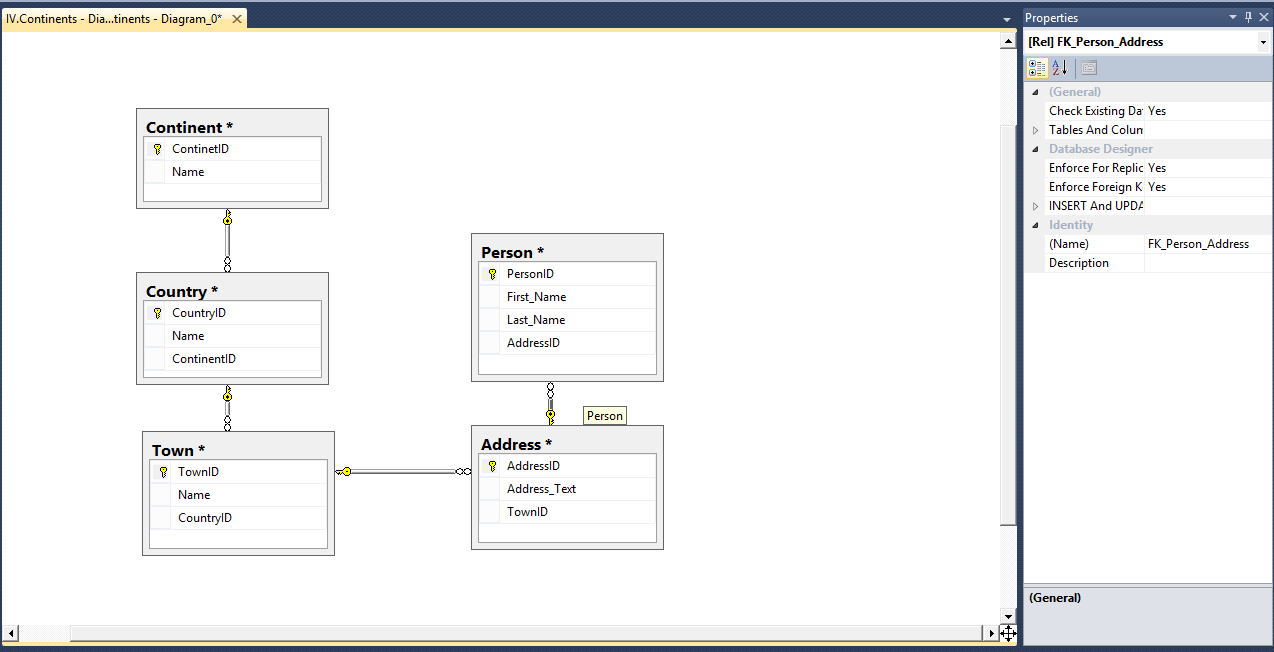 IV.Continents - Dia...tinents - Diagram_0*
Continent *
ContinetID
Name
Country *
CountryID
Name
ContinentID
Town *
TownID
Name
CountryID
Person *
PersonID
First_Name
Last_Name
AddressID
Person
Address *
AddressID
Address_Text
TownID
Properties
[Rel] FK_Person_Address
(General)
Check Existing Da Yes
Tables And Colum
Database Designer
Enforce For Replic Yes
Enforce Foreign K Yes
INSERT And UPDA
Identity
(Name) FK_Person_Address
Description
(General)